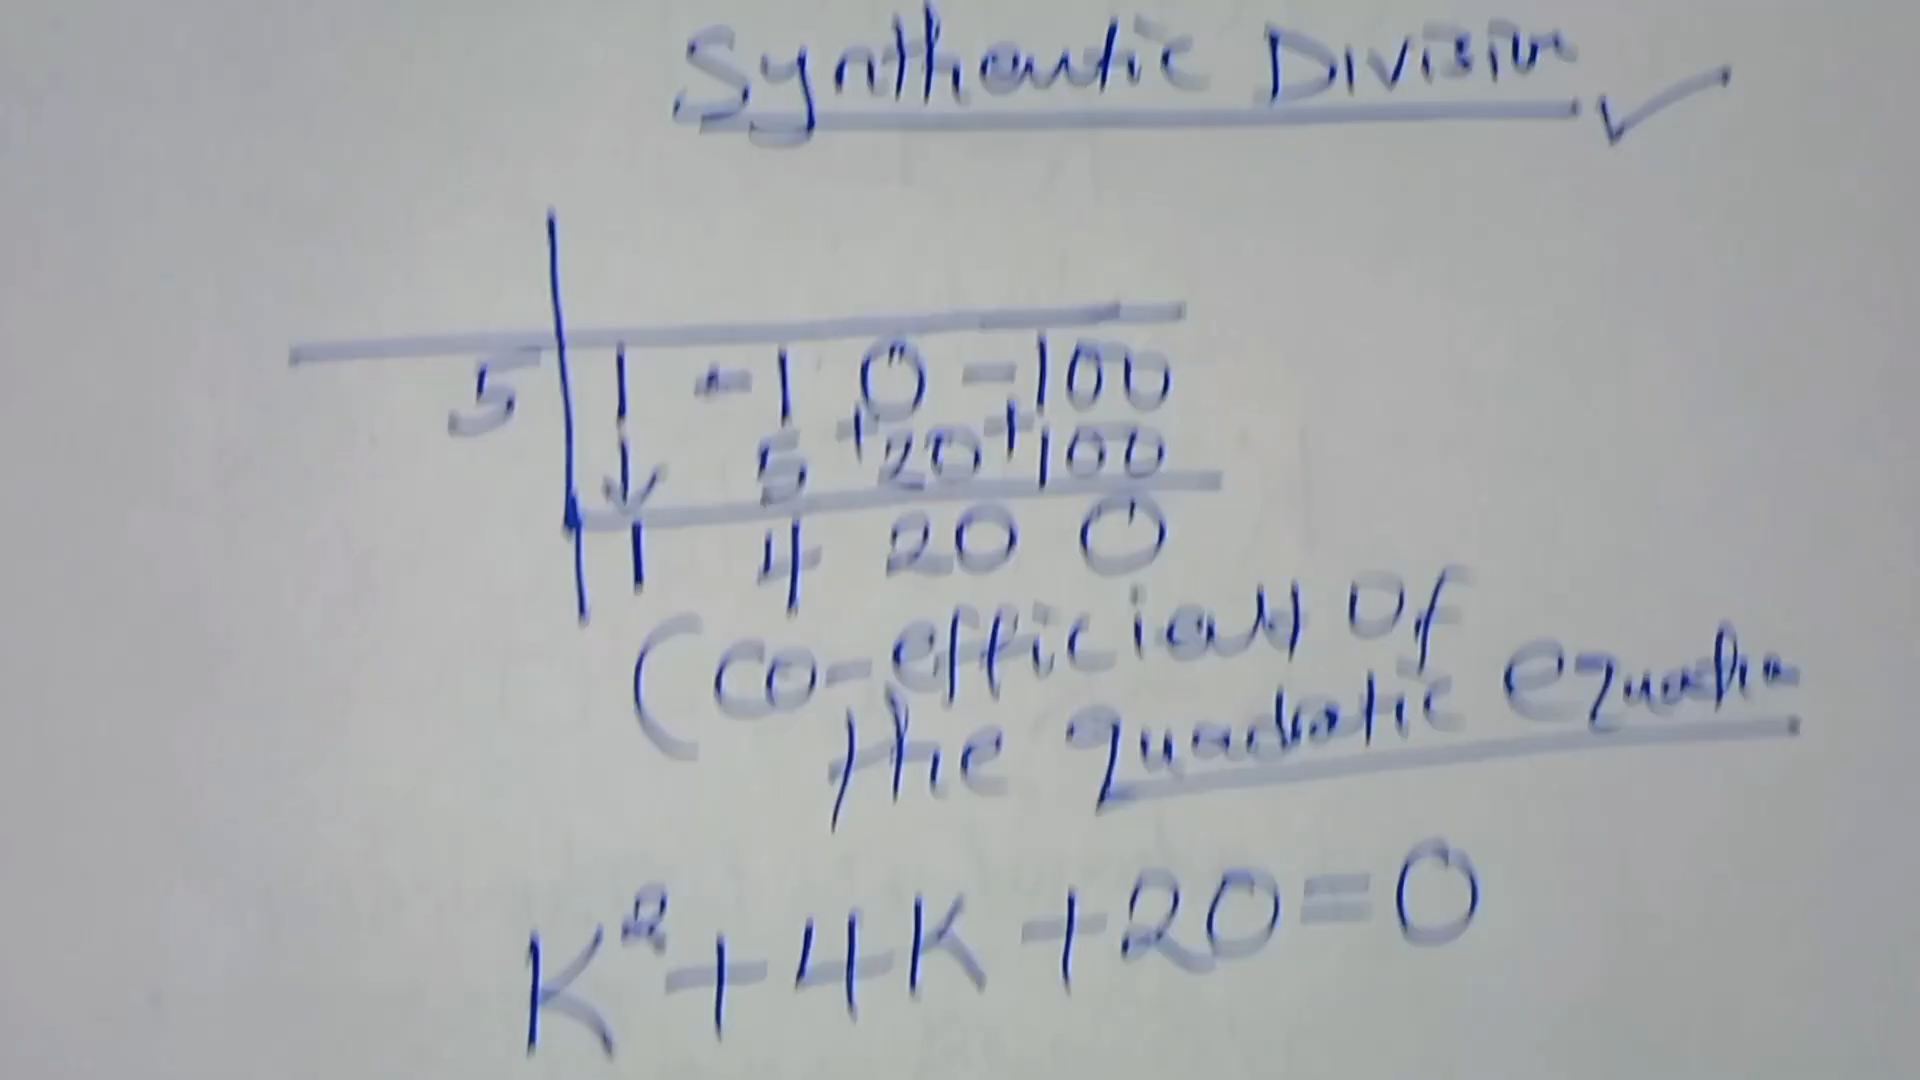 Synthentic Division ✓
5 | 1 -1 0 -100
5 +20 +100
1 4 20 0
(Co-efficient of
the quadratic equation
K²+4K+20=0